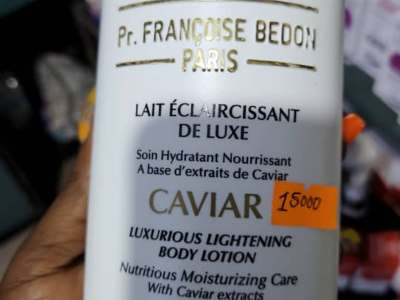 Pr. FRANÇOISE BEDON
PARIS
LAIT ÉCLAIRCISSANT
DE LUXE
Soin Hydratant Nourrissant
A base d'extraits de Caviar
CAVIAR
15000
LUXURIOUS LIGHTENING
BODY LOTION
Nutritious Moisturizing Care
With Caviar extracts